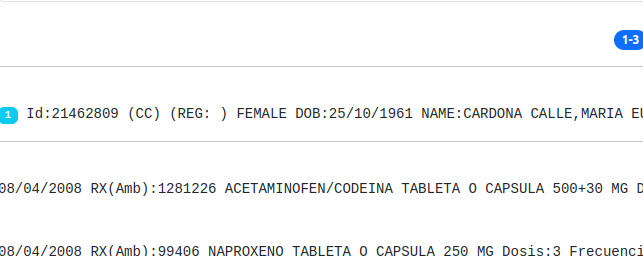 1-3
1 Id:21462809 (CC) (REG: ) FEMALE DOB:25/10/1961 NAME:CARDONA CALLE,MARIA EU
08/04/2008 RX(Amb):1281226 ACETAMINOFEN/CODEINA TABLETA O CAPSULA 500+30 MG D
08/04/2008 RX(Amb):99406 NAPROXENO TABLETA O CAPSULA 250 MG Dosis:3 Frecuenci